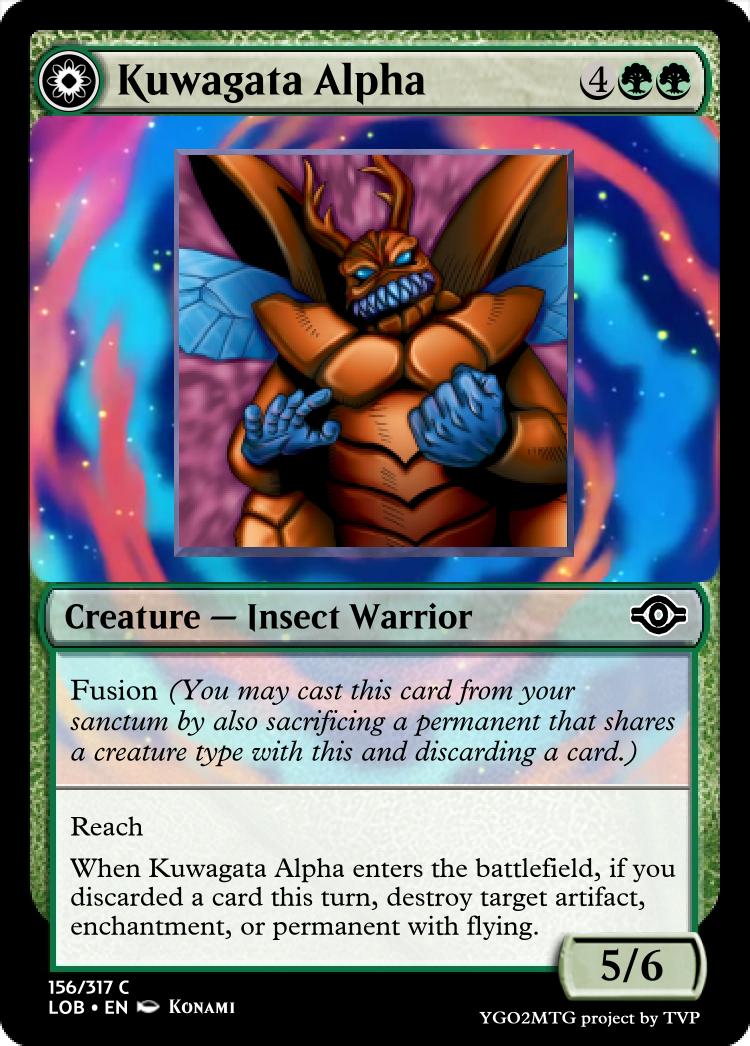 Kuwagata Alpha 4
Creature — Insect Warrior
Fusion (You may cast this card from your
sanctum by also sacrificing a permanent that shares
a creature type with this and discarding a card.)
Reach
When Kuwagata Alpha enters the battlefield, if you
discarded a card this turn, destroy target artifact,
enchantment, or permanent with flying.
5/6
156/317 C
LOB • EN KONAMI
YGO2MTG project by TVP